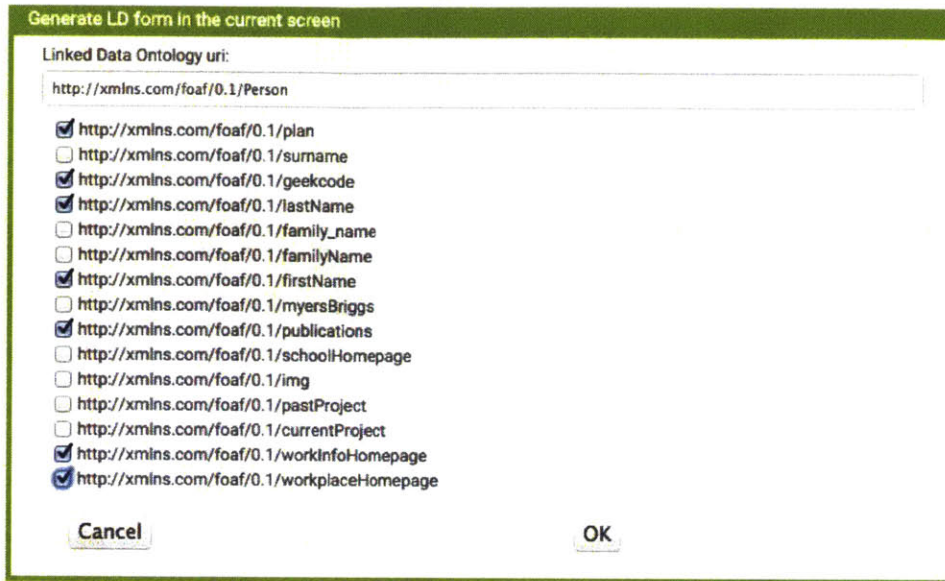 Generate LD form in the current screen
Linked Data Ontology uri:
http://xmlns.com/foaf/0.1/Person
http://xmlns.com/foaf/0.1/plan
http://xmlns.com/foaf/0.1/surname
http://xmlns.com/foaf/0.1/geekcode
http://xmlns.com/foaf/0.1/lastName
http://xmlns.com/foaf/0.1/family_name
http://xmlns.com/foaf/0.1/familyName
http://xmlns.com/foaf/0.1/firstName
http://xmlns.com/foaf/0.1/myersBriggs
http://xmlns.com/foaf/0.1/publications
http://xmlns.com/foaf/0.1/schoolHomepage
http://xmlns.com/foaf/0.1/img
http://xmlns.com/foaf/0.1/pastProject
http://xmlns.com/foaf/0.1/currentProject
http://xmlns.com/foaf/0.1/workInfoHomepage
http://xmlns.com/foaf/0.1/workplaceHomepage
Cancel OK